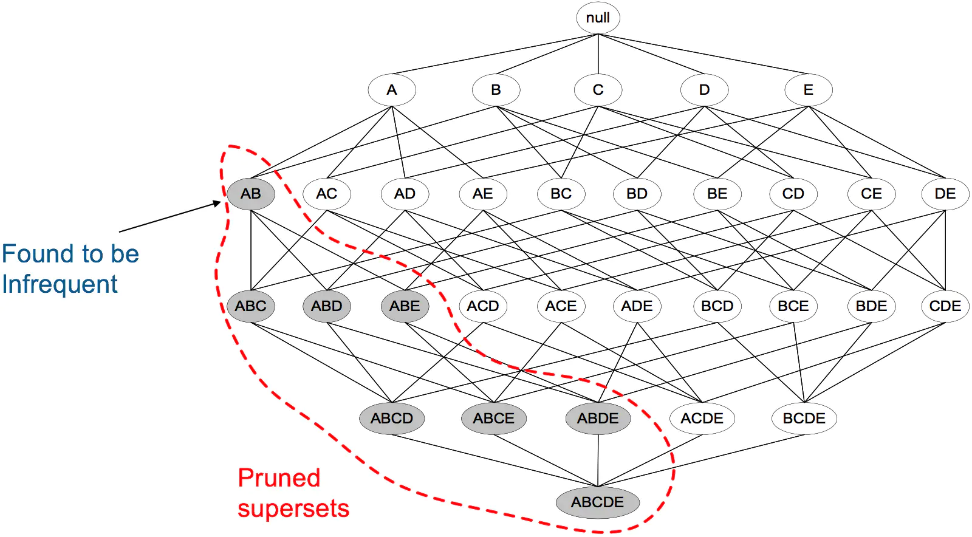 null
A
B
C
D
E
AB
AC
AD
AE
BC
BD
BE
CD
CE
DE
Found to be
Infrequent
ABC
ABD
ABE
ACD
ACE
ADE
BCD
BCE
BDE
CDE
ABCD
ABCE
ABDE
ACDE
BCDE
Pruned
supersets
ABCDE